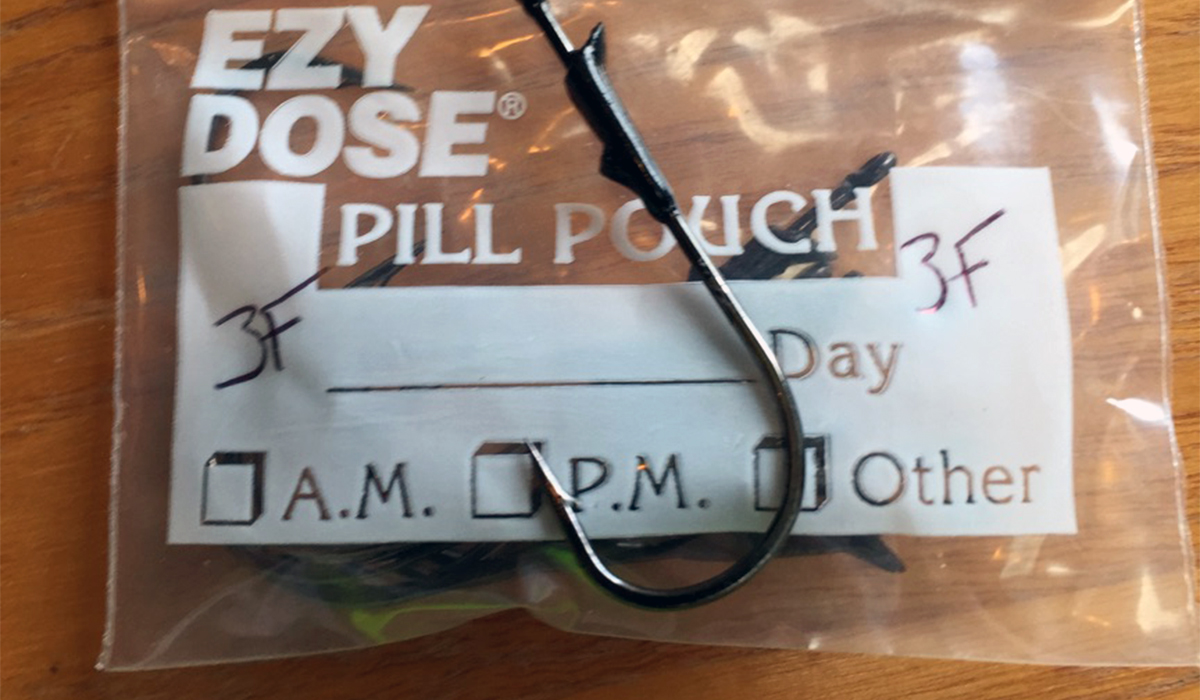 EZY
DOSE®
PILL POUCH
3F
3F
Day
A.M. P.M. Other